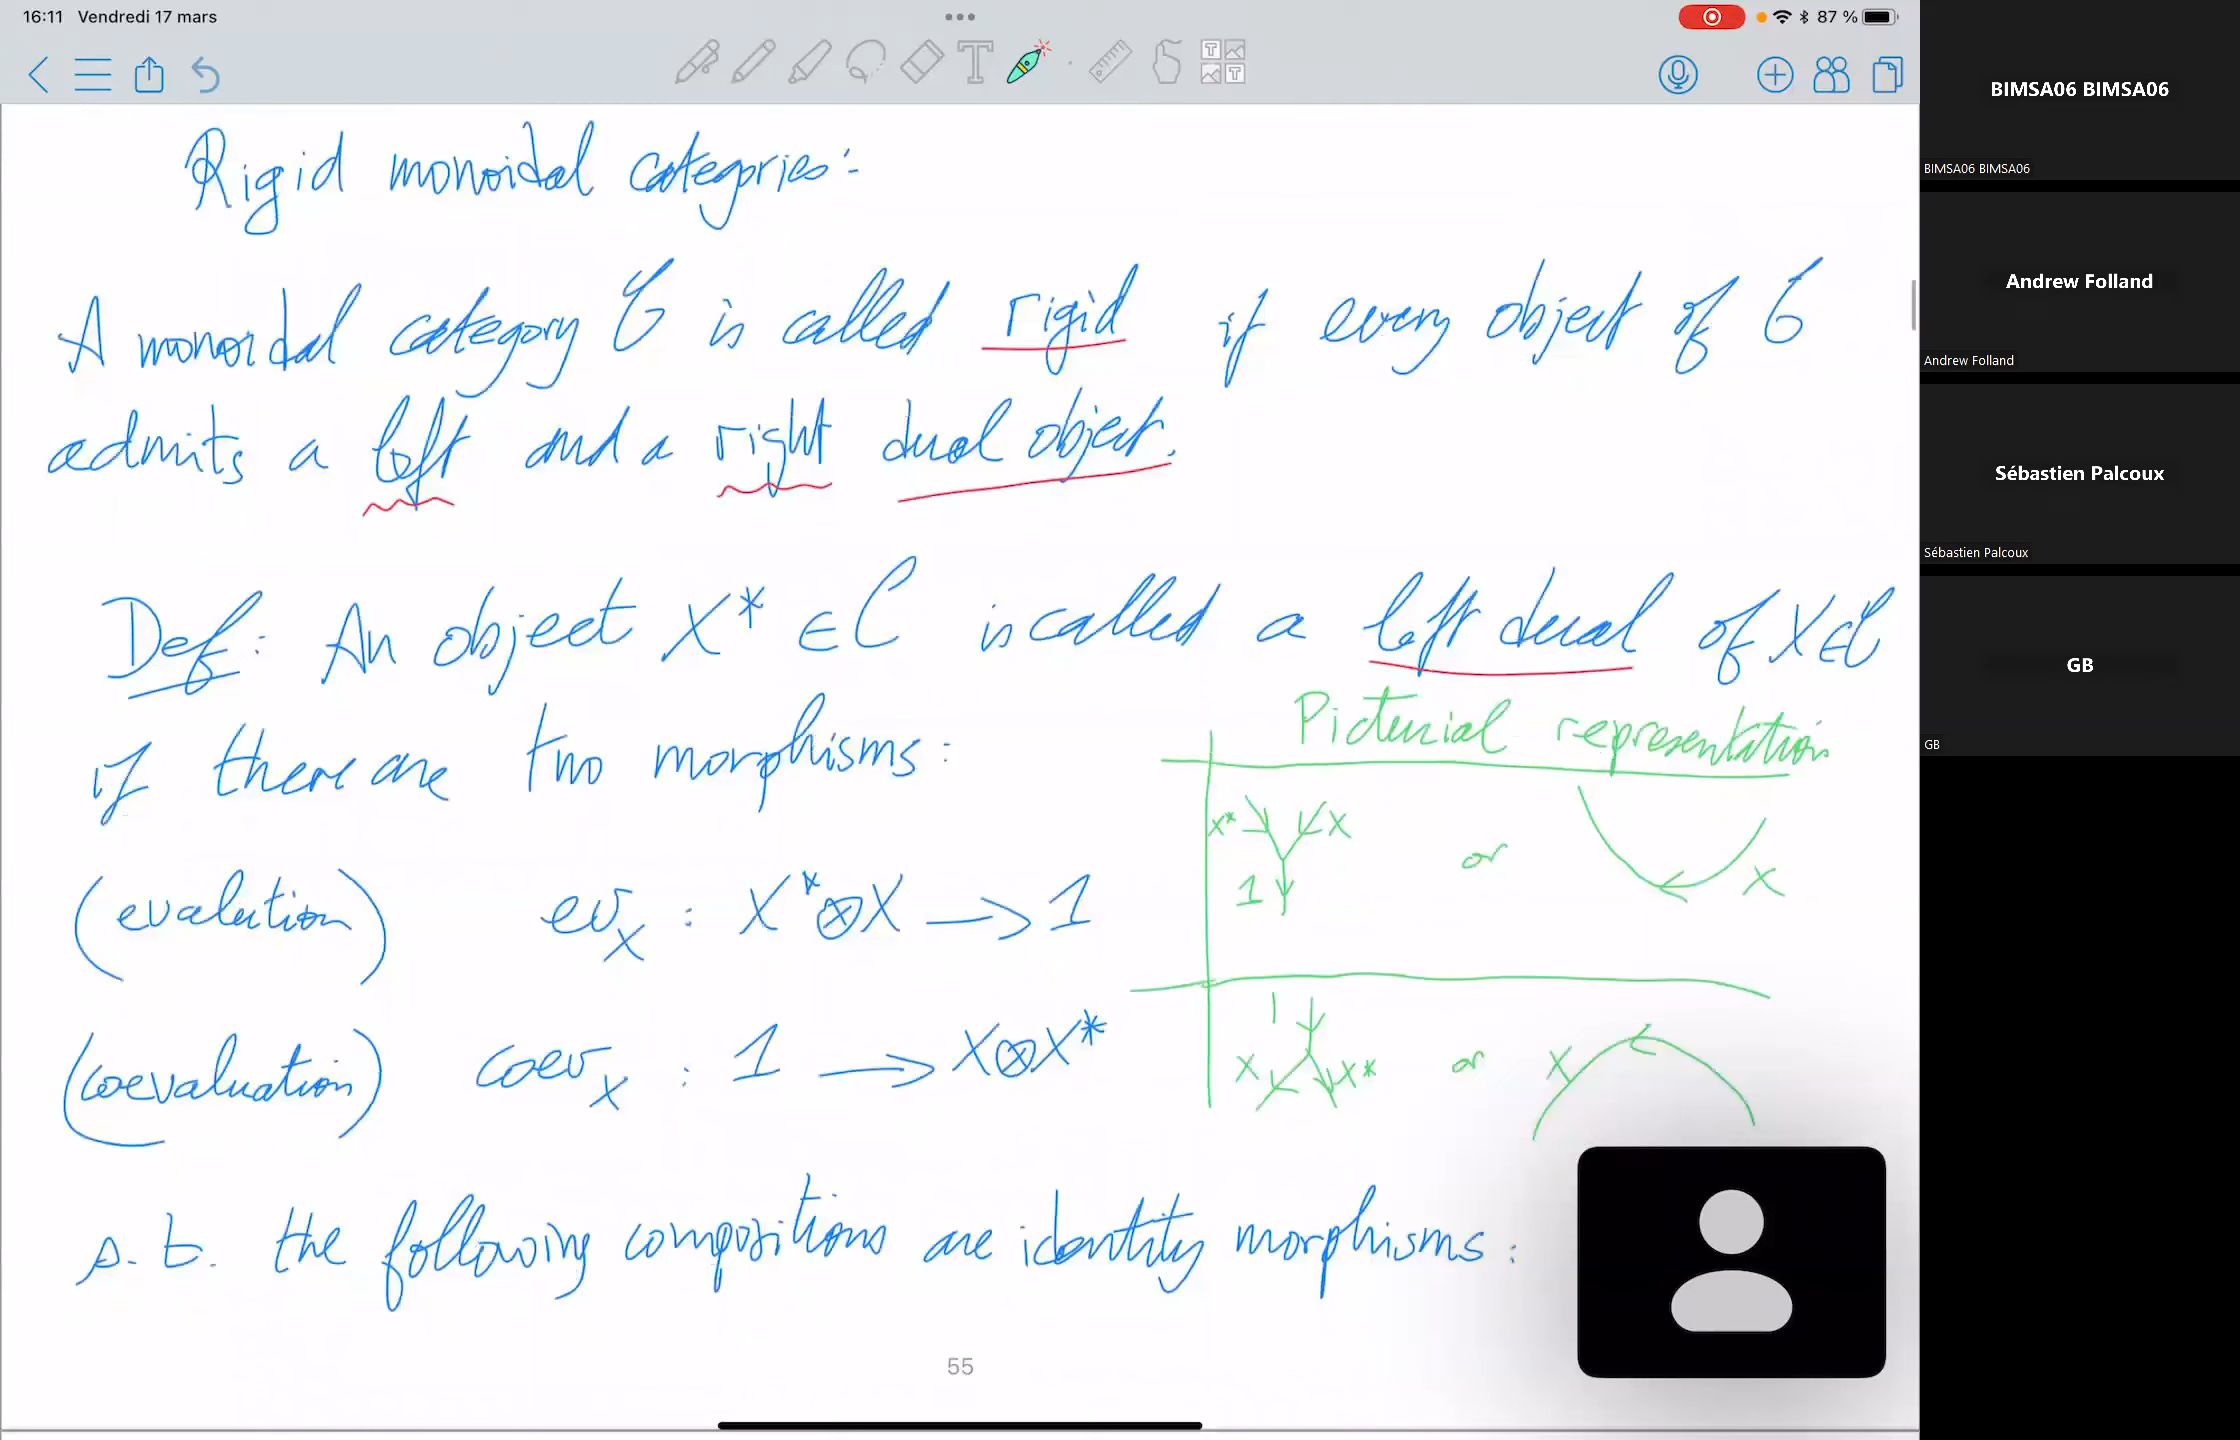 16:11 Vendredi 17 mars
87 %
Rigid monoidal categories:
A monoidal category C is called rigid if every object of C
admits a left and a right dual object.
Def: An object X* ∈ C is called a left dual of X ∈ C
if there are two morphisms:
Pictorial representation
(evaluation) ev_X : X* ⊗ X → 1
X* X
1
or
X
(coevaluation) coev_X : 1 → X ⊗ X*
1
X X*
or
X
s.t. the following compositions are identity morphisms:
55
BIMSA06 BIMSA06
BIMSA06 BIMSA06
Andrew Folland
Andrew Folland
Sébastien Palcoux
Sébastien Palcoux
GB
GB